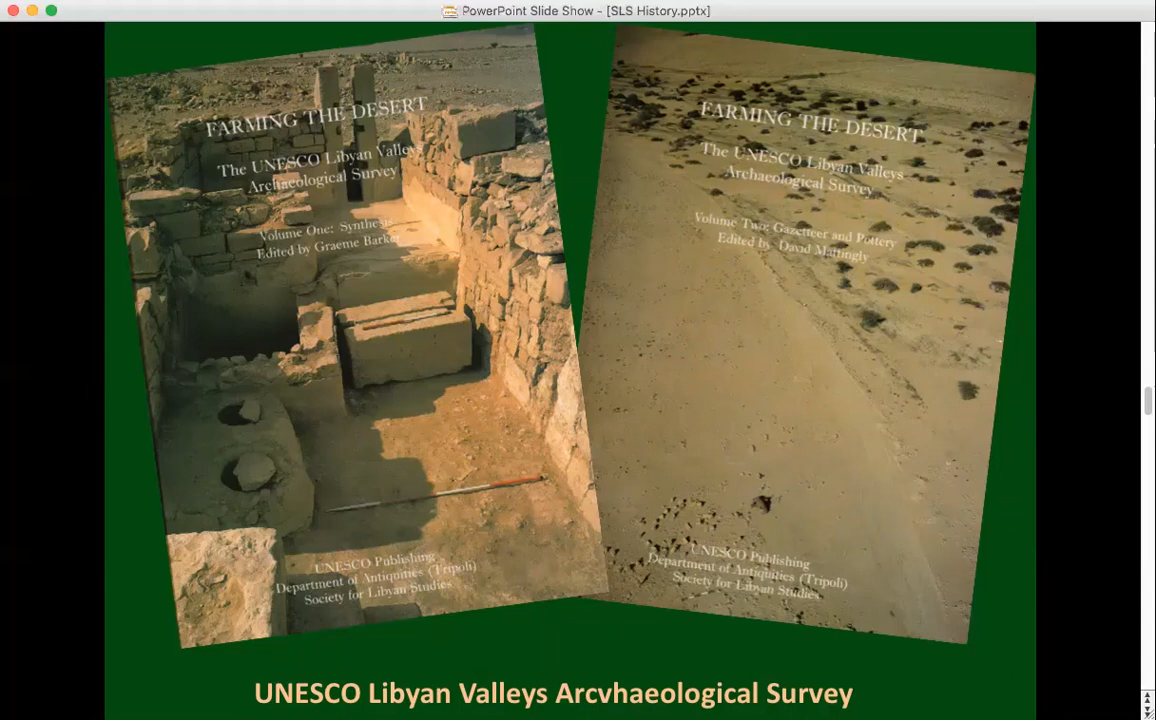 PowerPoint Slide Show - [SLS History.pptx]
FARMING THE DESERT
The UNESCO Libyan Valleys
Archaeological Survey
Volume One: Synthesis
Edited by Graeme Barker
UNESCO Publishing
Department of Antiquities (Tripoli)
Society for Libyan Studies
FARMING THE DESERT
The UNESCO Libyan Valleys
Archaeological Survey
Volume Two: Gazetteer and Pottery
Edited by David Mattingly
UNESCO Publishing
Department of Antiquities (Tripoli)
Society for Libyan Studies
UNESCO Libyan Valleys Arcvhaeological Survey